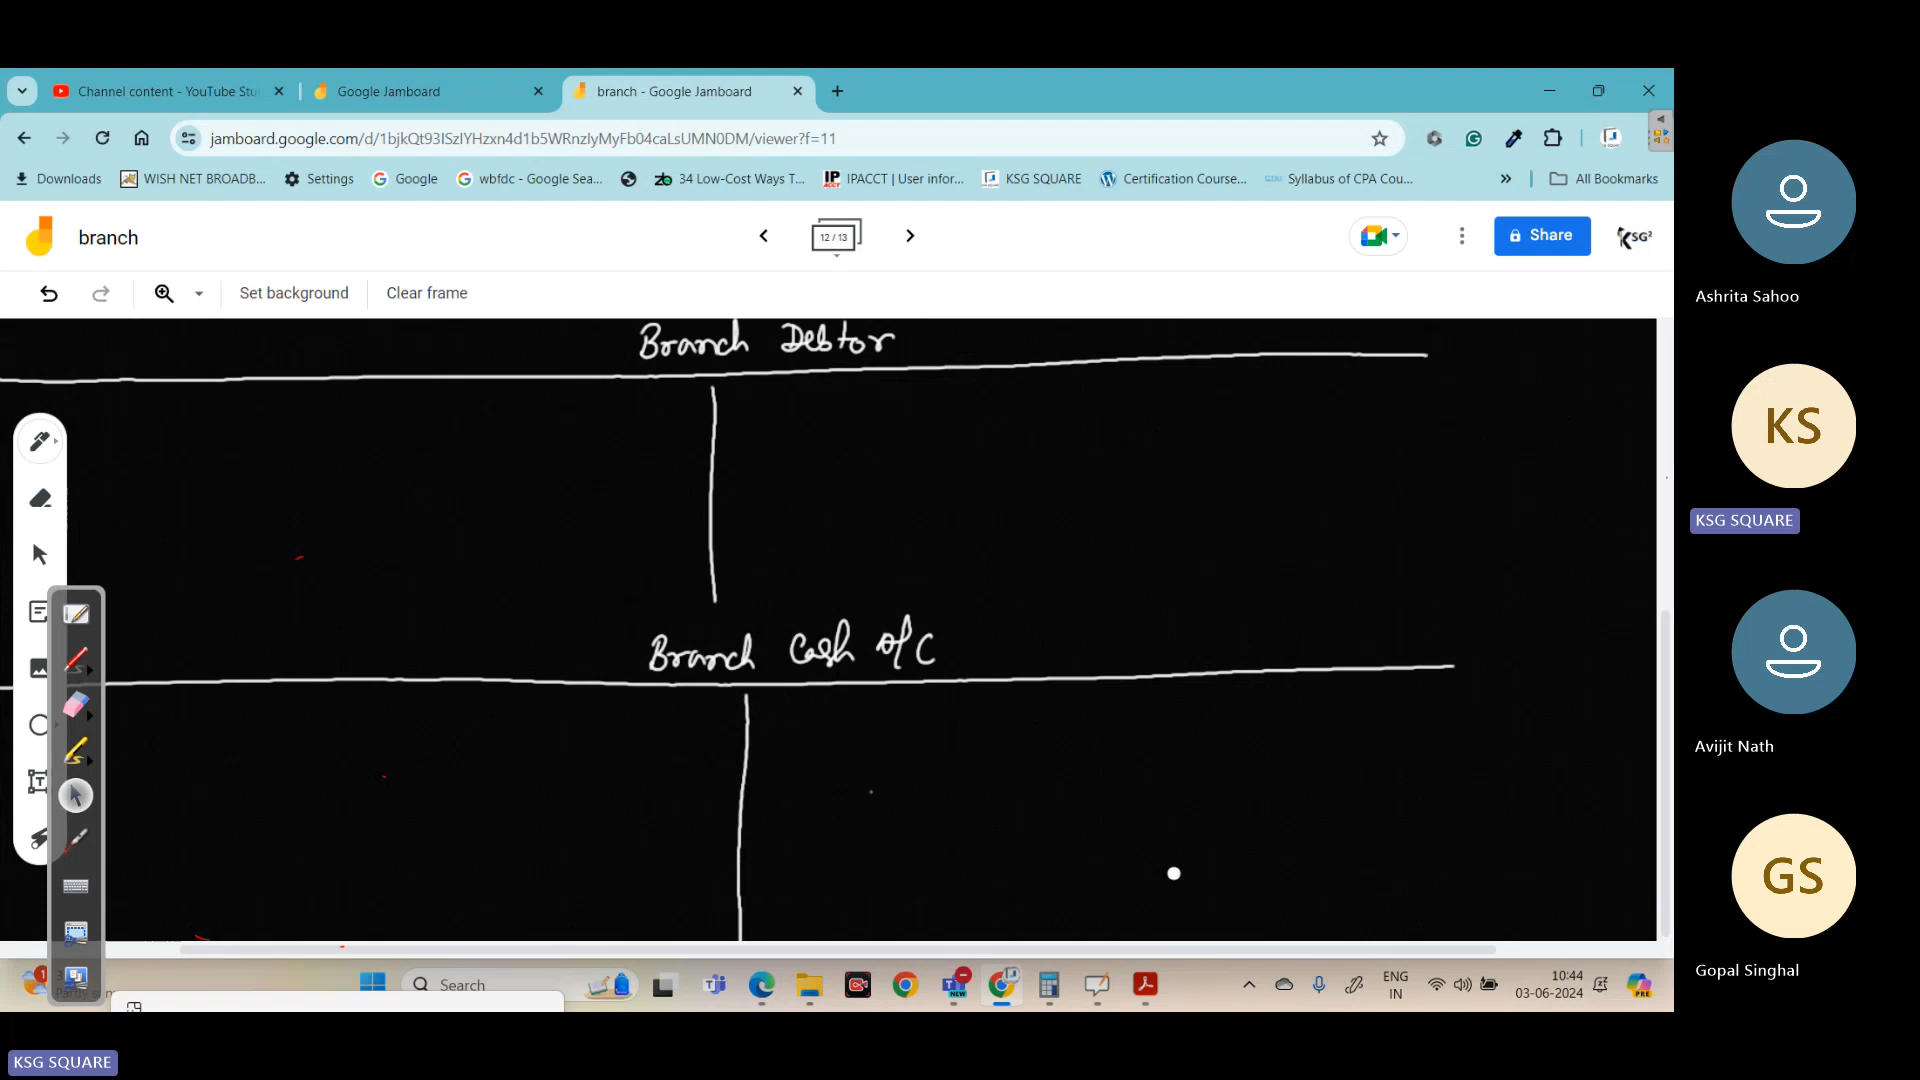 Channel content - YouTube Stu
Google Jamboard
branch - Google Jamboard
jamboard.google.com/d/1bjkQt93ISzIYHzxn4d1b5WRnzIyMyFb04caLsUMN0DM/viewer?f=11
Downloads
WISH NET BROADB...
Settings
Google
wbfdc - Google Sea...
34 Low-Cost Ways T...
IPACCT | User infor...
KSG SQUARE
Certification Course...
Syllabus of CPA Cou...
All Bookmarks
branch
12 / 13
Share
KSG²
Set background
Clear frame
Branch Debtor
Branch Cash A/C
Search
ENG
IN
10:44
03-06-2024
Ashrita Sahoo
KS
KSG SQUARE
Avijit Nath
GS
Gopal Singhal
KSG SQUARE